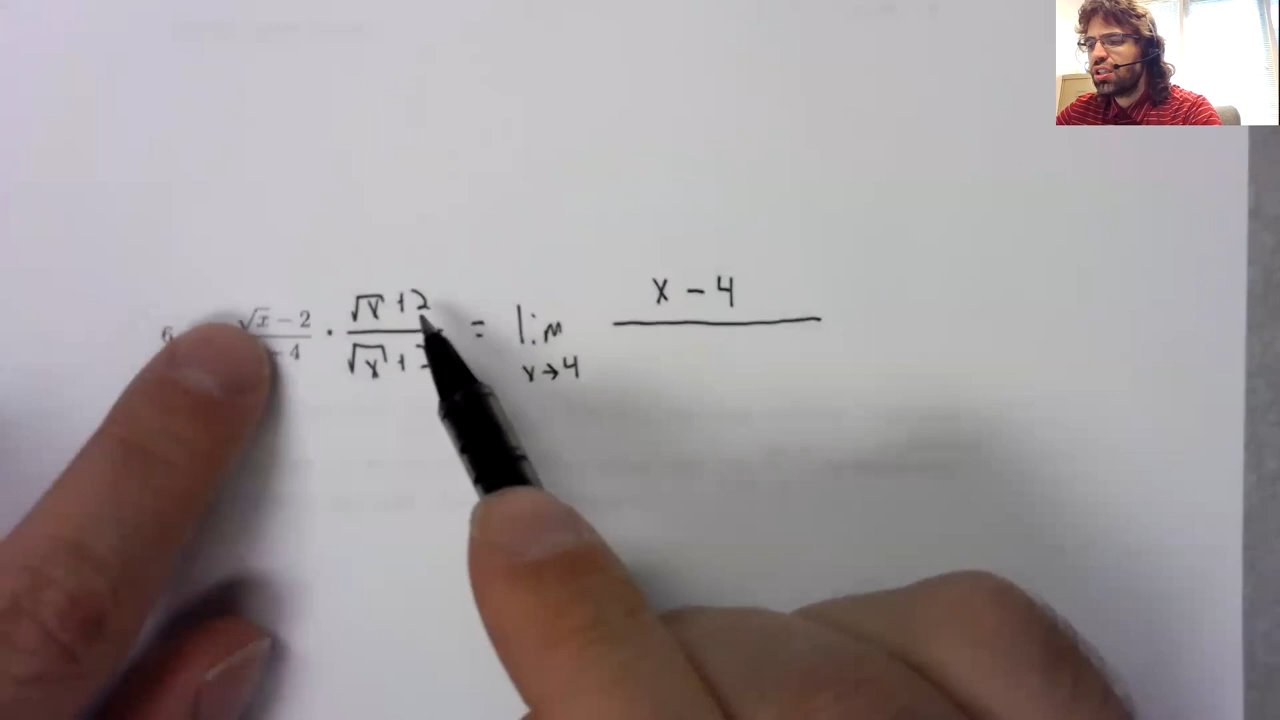 6
√x − 2 / − 4 · √x + 2 / √x + = lim x→4 x − 4